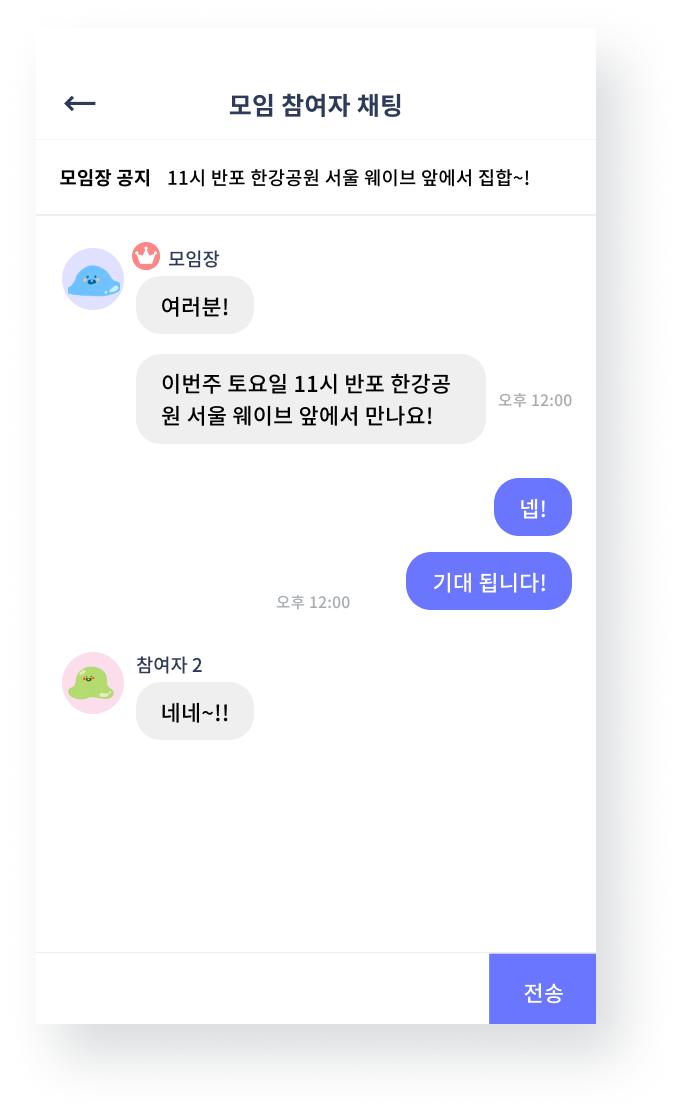 모임 참여자 채팅
모임장 공지 11시 반포 한강공원 서울 웨이브 앞에서 집합~!
모임장
여러분!
이번주 토요일 11시 반포 한강공
원 서울 웨이브 앞에서 만나요!
오후 12:00
넵!
기대 됩니다!
오후 12:00
참여자 2
네네~!!
전송